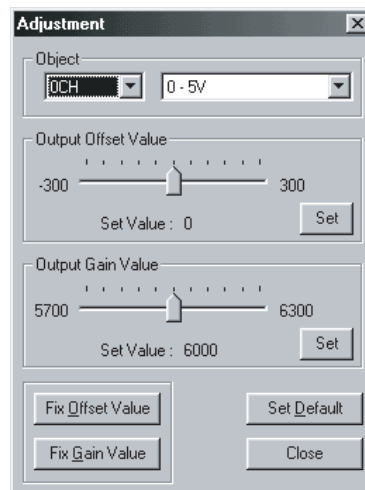 Adjustment
Object
0CH 0 - 5V
Output Offset Value
-300 300
Set Value : 0 Set
Output Gain Value
5700 6300
Set Value : 6000 Set
Fix Offset Value Set Default
Fix Gain Value Close